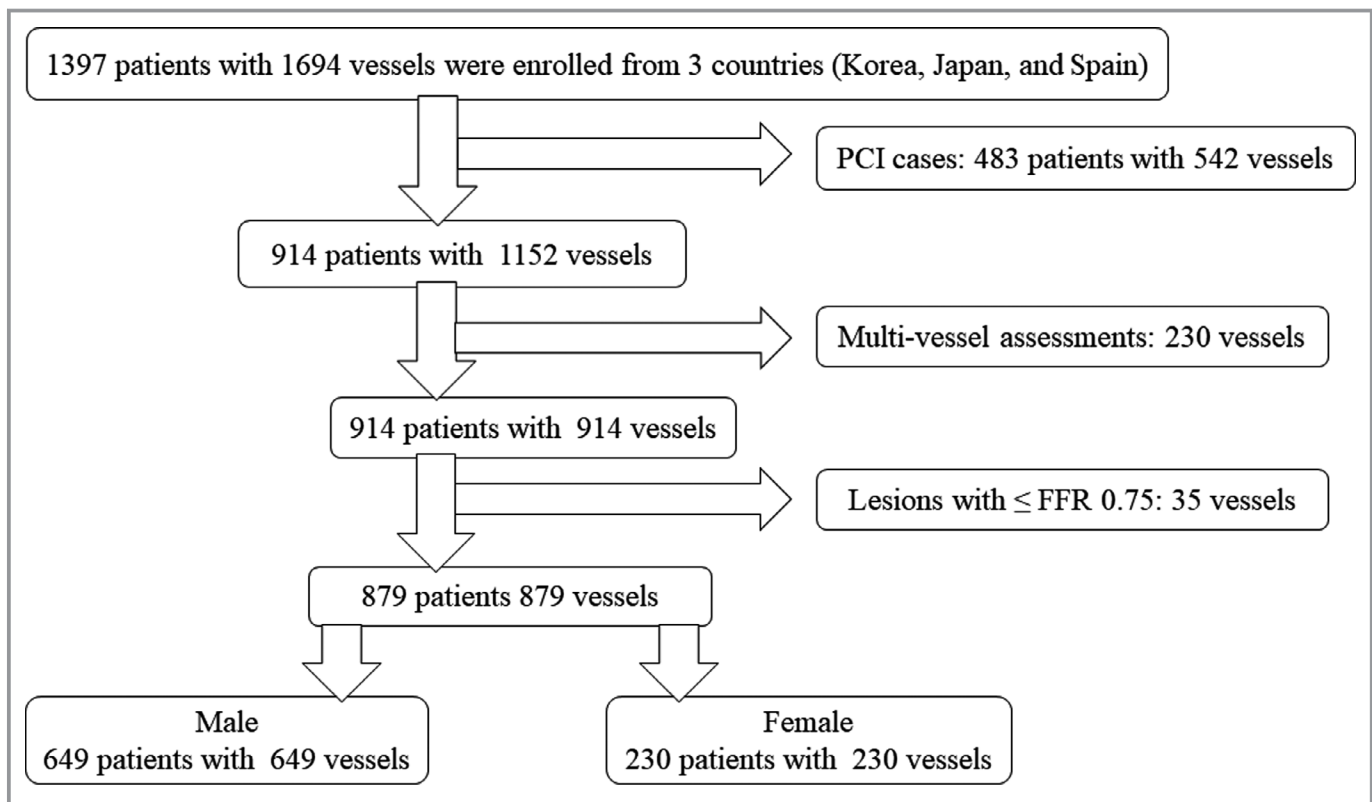 1397 patients with 1694 vessels were enrolled from 3 countries (Korea, Japan, and Spain)
PCI cases: 483 patients with 542 vessels
914 patients with 1152 vessels
Multi-vessel assessments: 230 vessels
914 patients with 914 vessels
Lesions with ≤ FFR 0.75: 35 vessels
879 patients 879 vessels
Male
649 patients with 649 vessels
Female
230 patients with 230 vessels